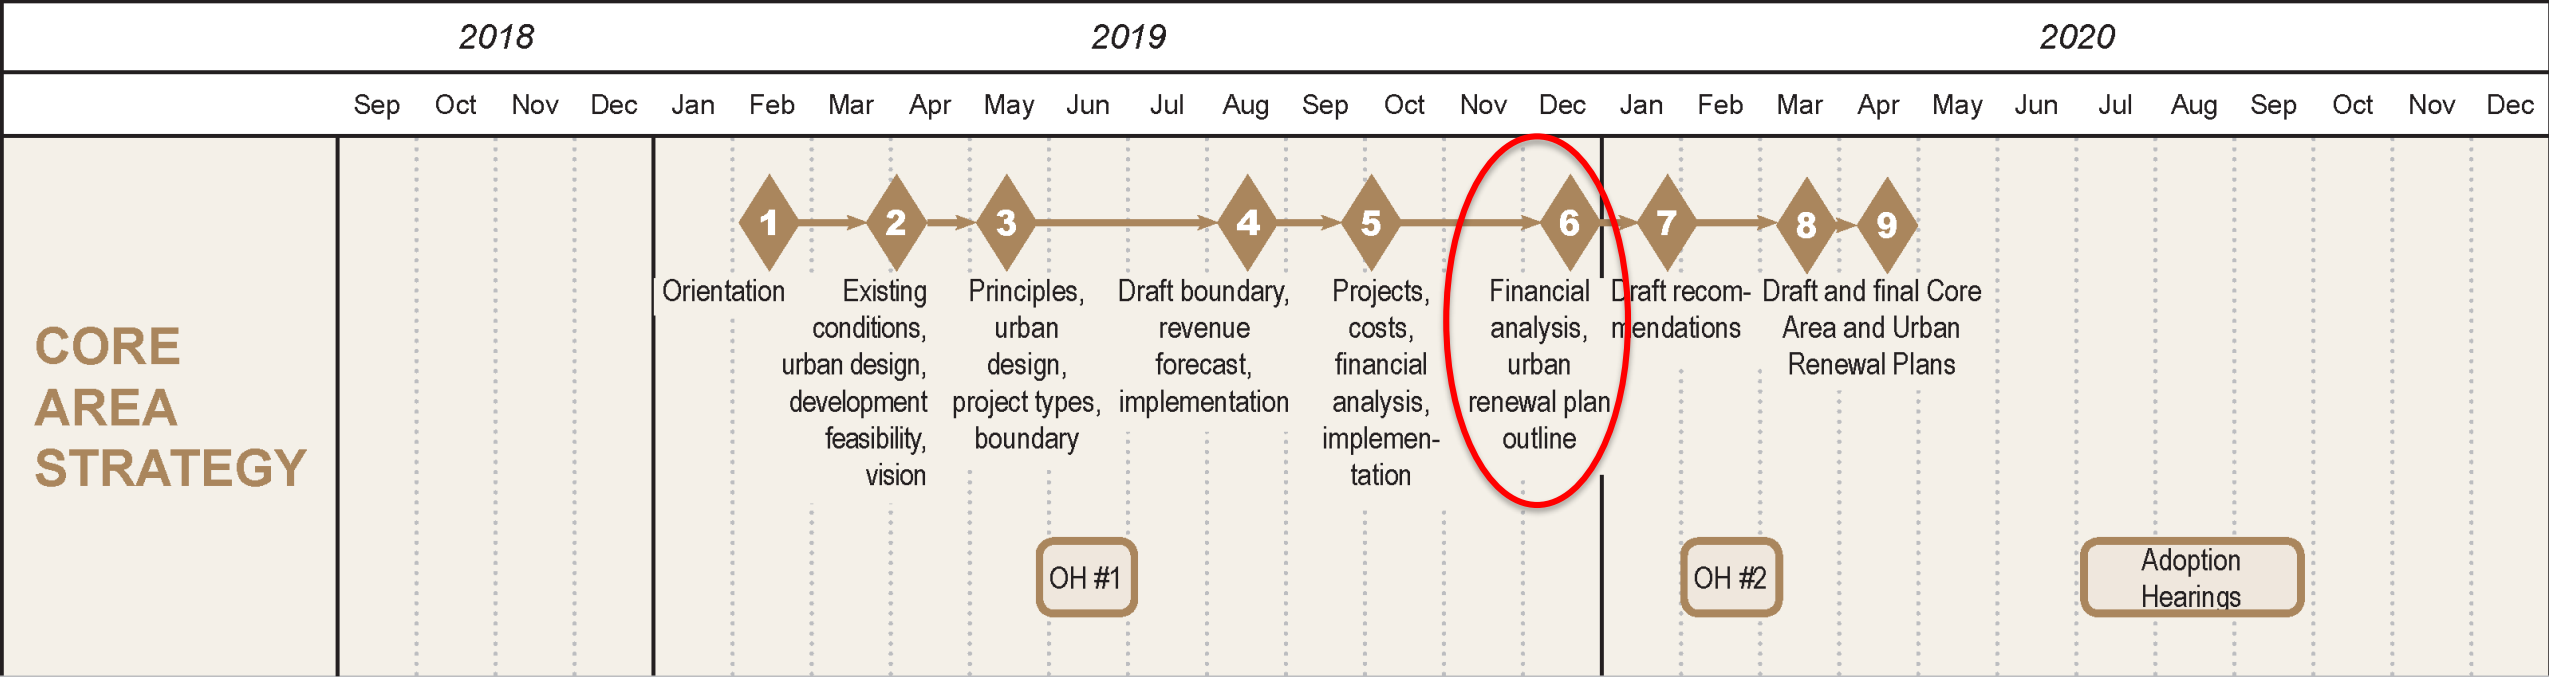 2018 2019 2020
Sep Oct Nov Dec Jan Feb Mar Apr May Jun Jul Aug Sep Oct Nov Dec Jan Feb Mar Apr May Jun Jul Aug Sep Oct Nov Dec
CORE
AREA
STRATEGY
1 2 3 4 5 6 7 8 9
Orientation
Existing
conditions,
urban design,
development
feasibility,
vision
Principles,
urban
design,
project types,
boundary
Draft boundary,
revenue
forecast,
implementation
Projects,
costs,
financial
analysis,
implemen-
tation
Financial
analysis,
urban
renewal plan
outline
Draft recom-
mendations
Draft and final Core
Area and Urban
Renewal Plans
OH #1
OH #2
Adoption
Hearings